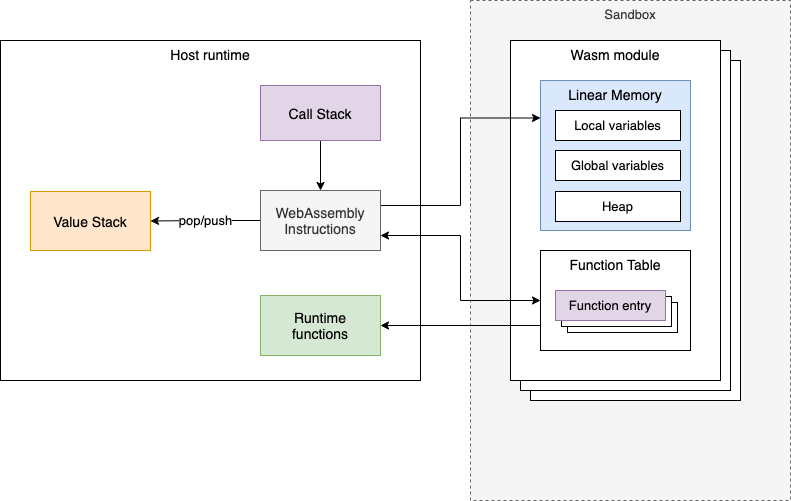 Sandbox
Host runtime
Wasm module
Call Stack
Linear Memory
Local variables
Global variables
Heap
Value Stack
pop/push
WebAssembly
Instructions
Function Table
Function entry
Runtime
functions